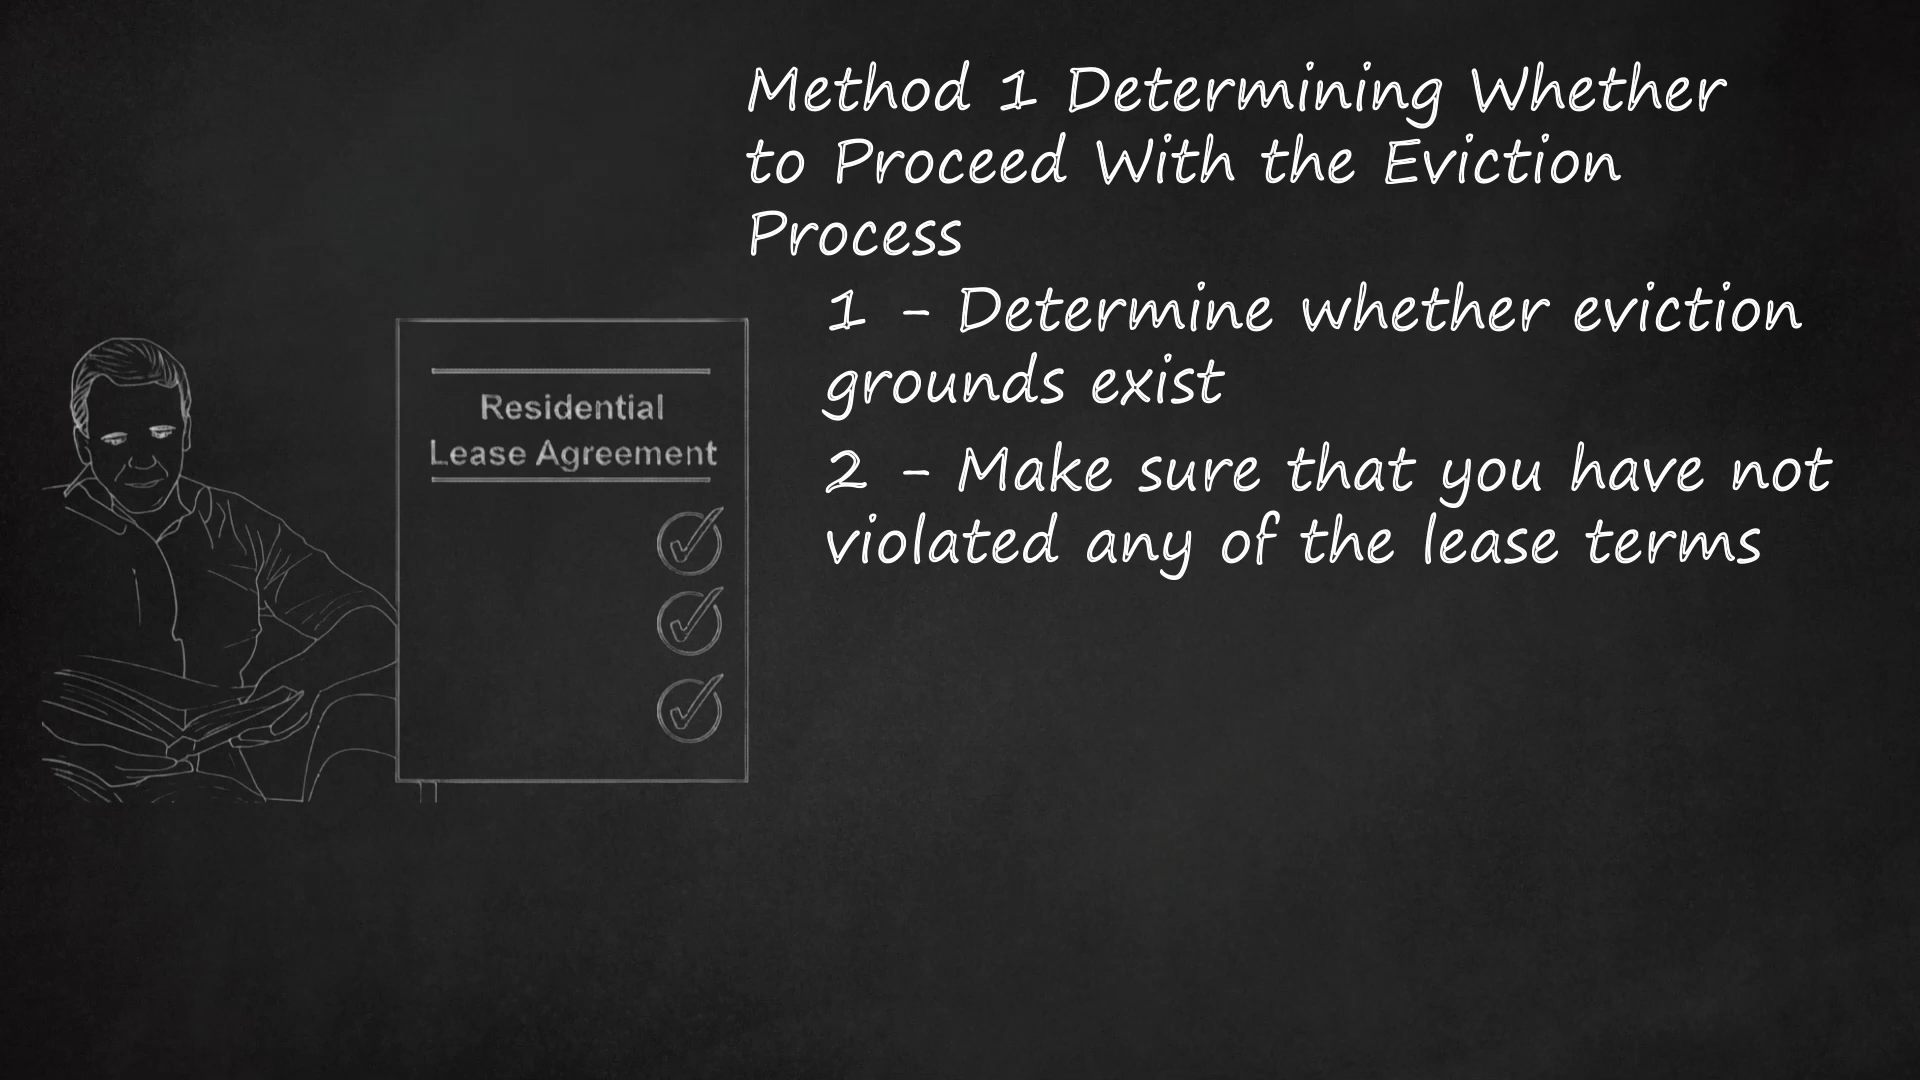 Method 1 Determining Whether
to Proceed With the Eviction
Process
1 - Determine whether eviction
grounds exist
2 - Make sure that you have not
violated any of the lease terms
Residential
Lease Agreement